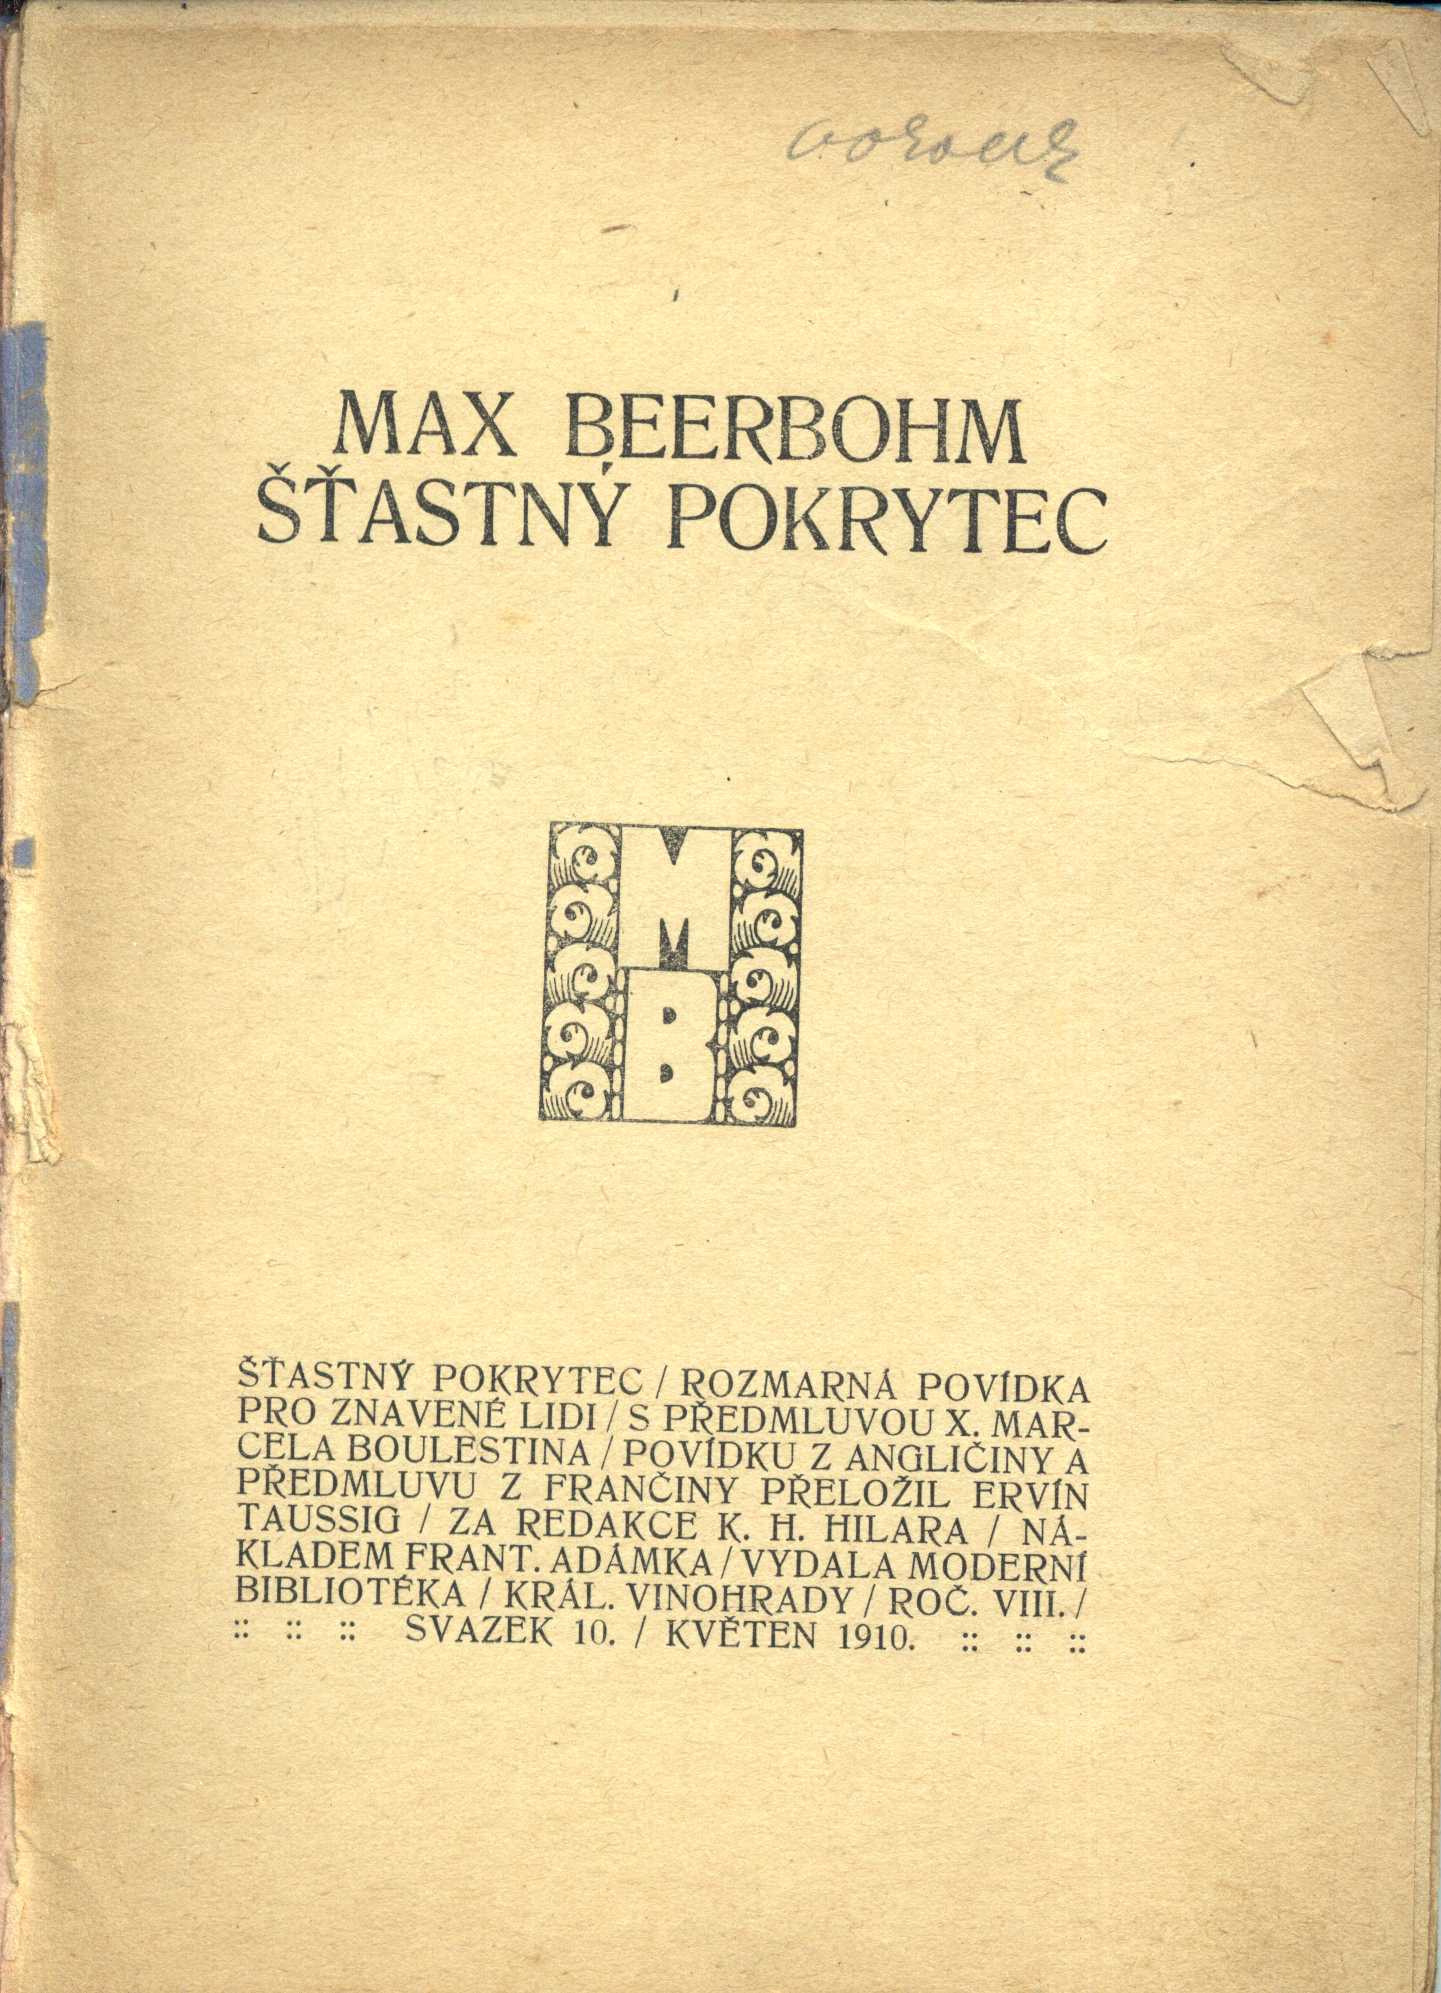 MAX BEERBOHM
ŠŤASTNÝ POKRYTEC
M
B
ŠŤASTNÝ POKRYTEC / ROZMARNÁ POVÍDKA
PRO ZNAVENÉ LIDI / S PŘEDMLUVOU X. MAR-
CELA BOULESTINA / POVÍDKU Z ANGLIČINY A
PŘEDMLUVU Z FRANČINY PŘELOŽIL ERVÍN
TAUSSIG / ZA REDAKCE K. H. HILARA / NÁ-
KLADEM FRANT. ADÁMKA / VYDALA MODERNÍ
BIBLIOTÉKA / KRÁL. VINOHRADY / ROČ. VIII. /
:: :: :: SVAZEK 10. / KVĚTEN 1910. :: :: ::